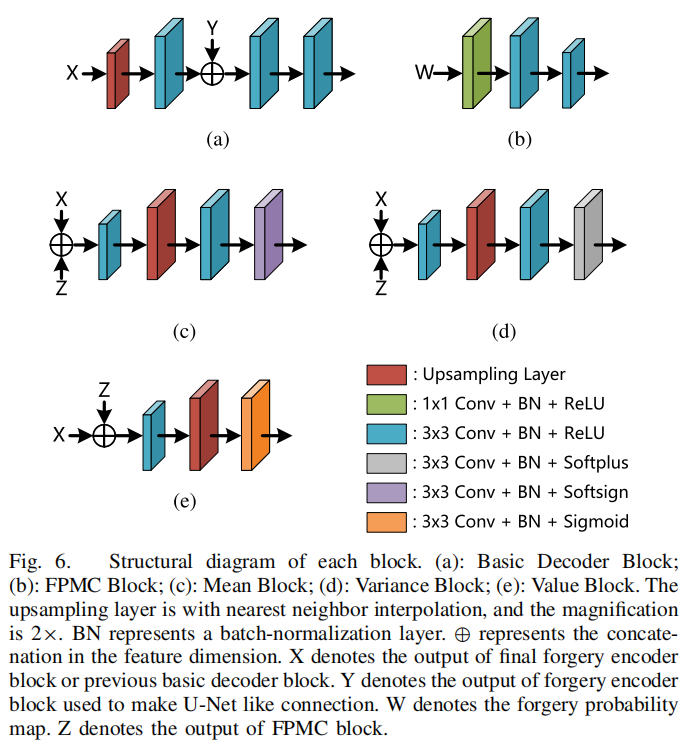 X
Y
(a)
W
(b)
X
Z
(c)
X
Z
(d)
X
Z
(e)
: Upsampling Layer
: 1x1 Conv + BN + ReLU
: 3x3 Conv + BN + ReLU
: 3x3 Conv + BN + Softplus
: 3x3 Conv + BN + Softsign
: 3x3 Conv + BN + Sigmoid
Fig. 6. Structural diagram of each block. (a): Basic Decoder Block;
(b): FPMC Block; (c): Mean Block; (d): Variance Block; (e): Value Block. The
upsampling layer is with nearest neighbor interpolation, and the magnification
is 2×. BN represents a batch-normalization layer. ⊕ represents the concate-
nation in the feature dimension. X denotes the output of final forgery encoder
block or previous basic decoder block. Y denotes the output of forgery encoder
block used to make U-Net like connection. W denotes the forgery probability
map. Z denotes the output of FPMC block.